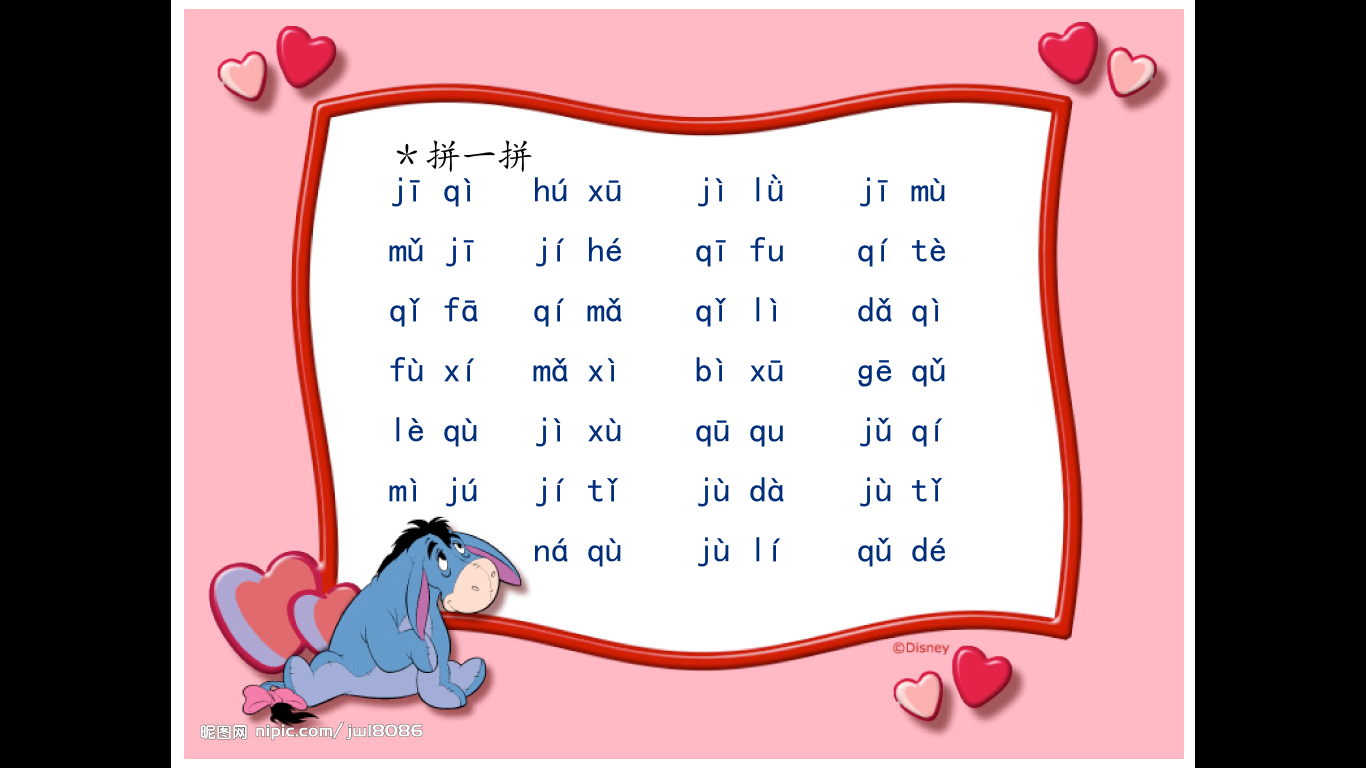 *拼一拼
jī qì hú xū jì lǜ jī mù
mǔ jī jí hé qī fu qí tè
qǐ fā qí mǎ qǐ lì dǎ qì
fù xí mǎ xì bì xū gē qǔ
lè qù jì xù qū qu jǔ qí
mì jú jí tǐ jù dà jù tǐ
ná qù jù lí qǔ dé
©Disney
昵图网 nipic.com/jwl8086